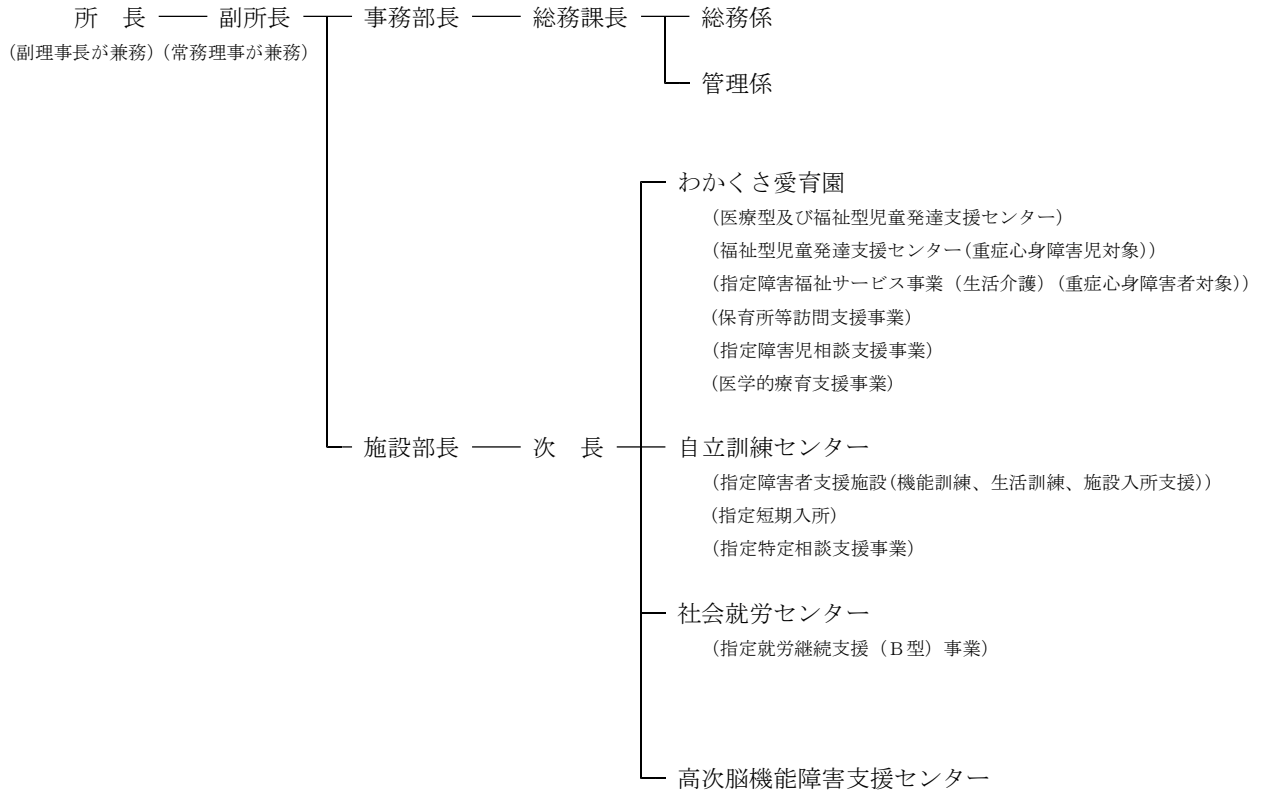 所　長 副所長 事務部長 総務課長 総務係
(副理事長が兼務) (常務理事が兼務)
管理係
わかくさ愛育園
(医療型及び福祉型児童発達支援センター)
(福祉型児童発達支援センター(重症心身障害児対象))
(指定障害福祉サービス事業（生活介護）(重症心身障害者対象))
(保育所等訪問支援事業)
(指定障害児相談支援事業)
(医学的療育支援事業)
施設部長 次　長 自立訓練センター
(指定障害者支援施設(機能訓練、生活訓練、施設入所支援))
(指定短期入所)
(指定特定相談支援事業)
社会就労センター
(指定就労継続支援（Ｂ型）事業)
高次脳機能障害支援センター